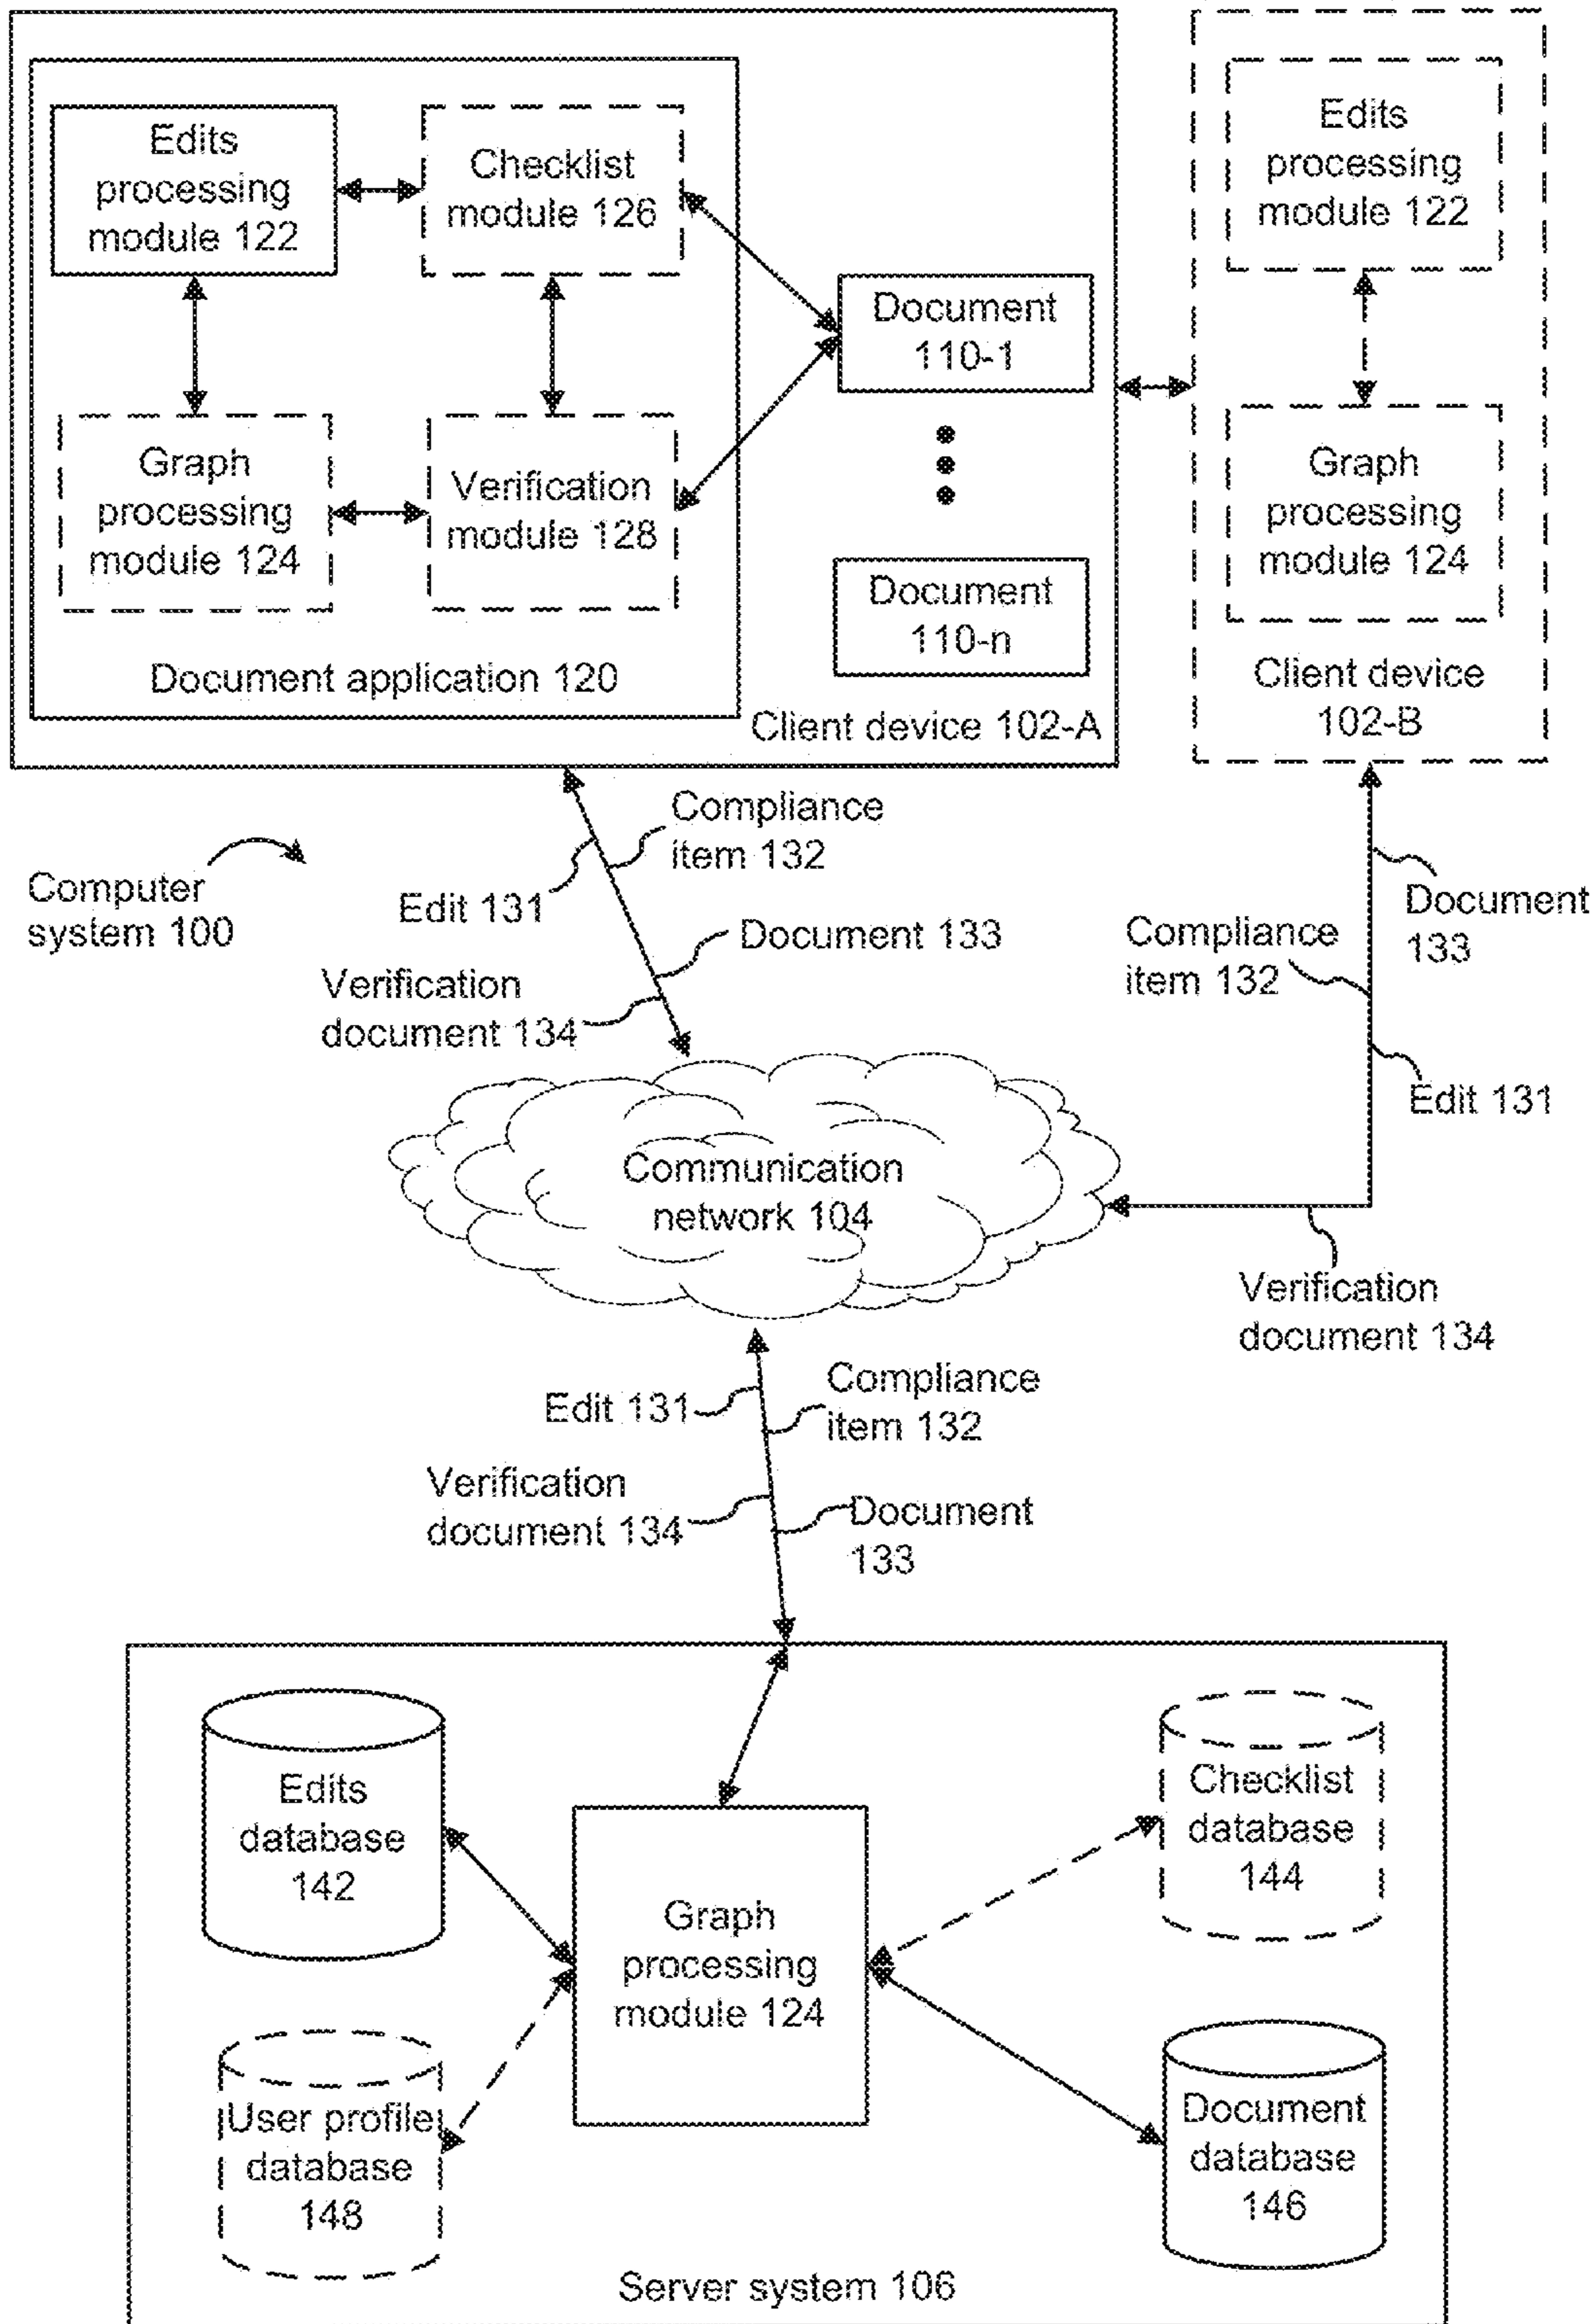 Edits
processing
module 122
Checklist
module 126
Graph
processing
module 124
Verification
module 128
Document application 120
Document
110-1
Document
110-n
Client device 102-A
Edits
processing
module 122
Graph
processing
module 124
Client device
102-B
Computer
system 100
Edit 131
Compliance
item 132
Document 133
Verification
document 134
Document
133
Compliance
item 132
Edit 131
Verification
document 134
Communication
network 104
Edit 131
Compliance
item 132
Verification
document 134
Document
133
Edits
database
142
Checklist
database
144
Graph
processing
module 124
User profile
database
148
Document
database
146
Server system 106